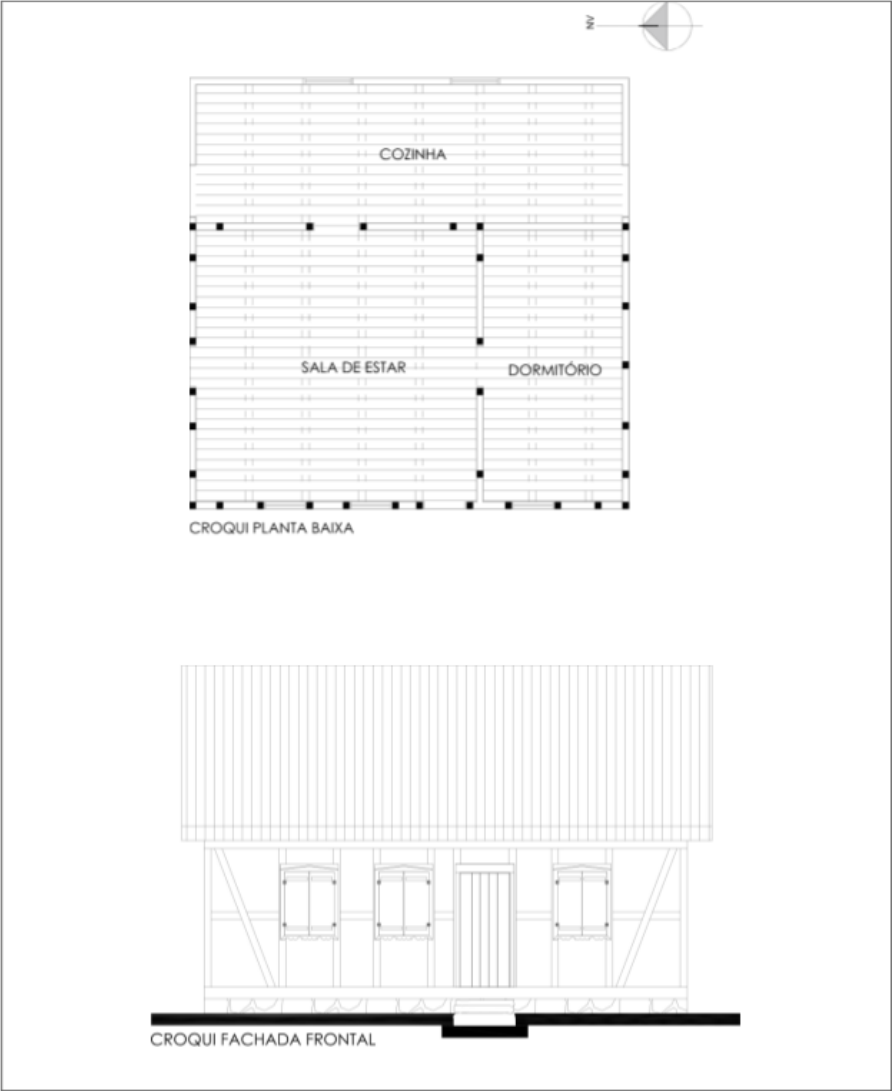 NV
COZINHA
SALA DE ESTAR
DORMITÓRIO
CROQUI PLANTA BAIXA
CROQUI FACHADA FRONTAL